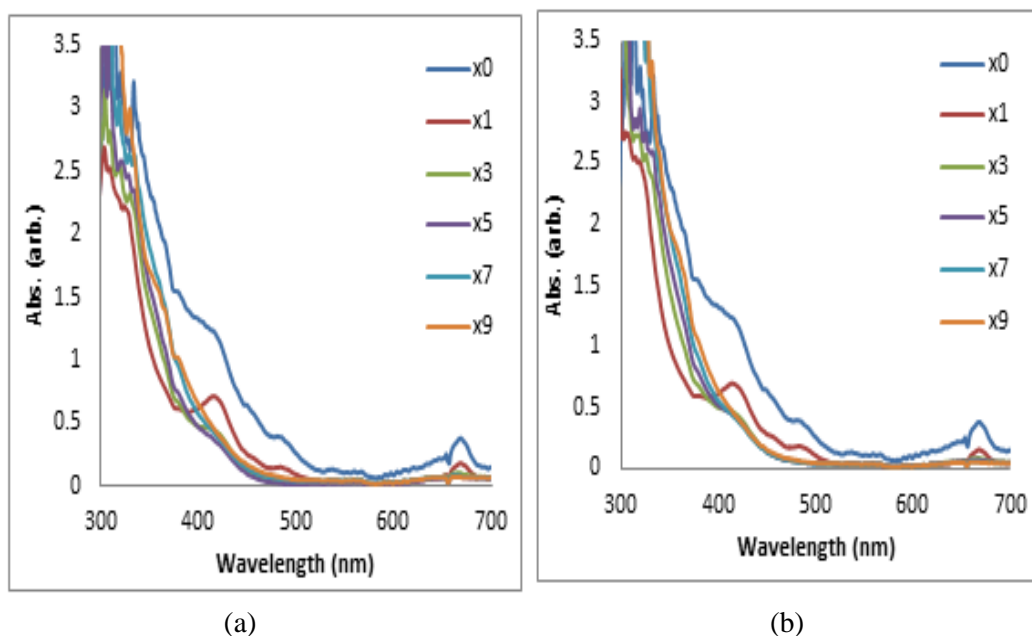 3.5
3
2.5
2
1.5
1
0.5
0
300 400 500 600 700
Abs. (arb.)
Wavelength (nm)
x0
x1
x3
x5
x7
x9
(a)
3.5
3
2.5
2
1.5
1
0.5
0
300 400 500 600 700
Abs. (arb.)
Wavelength (nm)
x0
x1
x3
x5
x7
x9
(b)